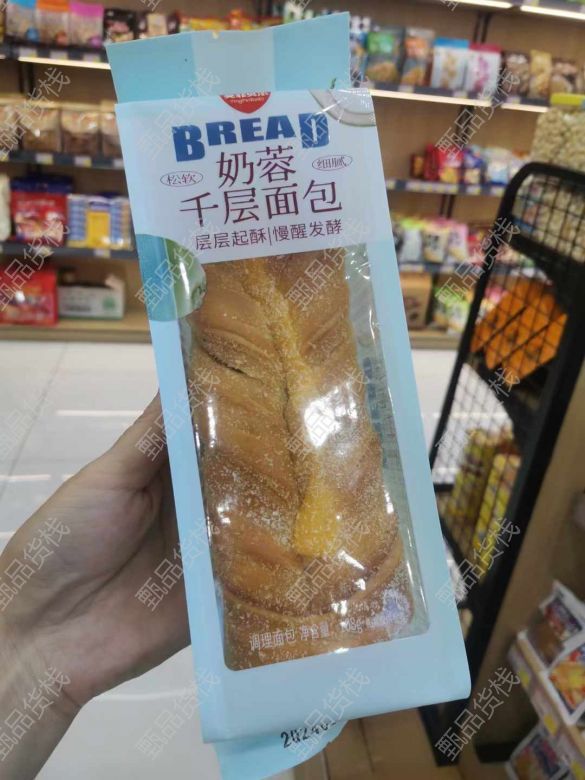 BREAD
松软
奶蓉
细腻
千层面包
层层起酥|慢醒发酵
调理面包 净含量
甄品货栈